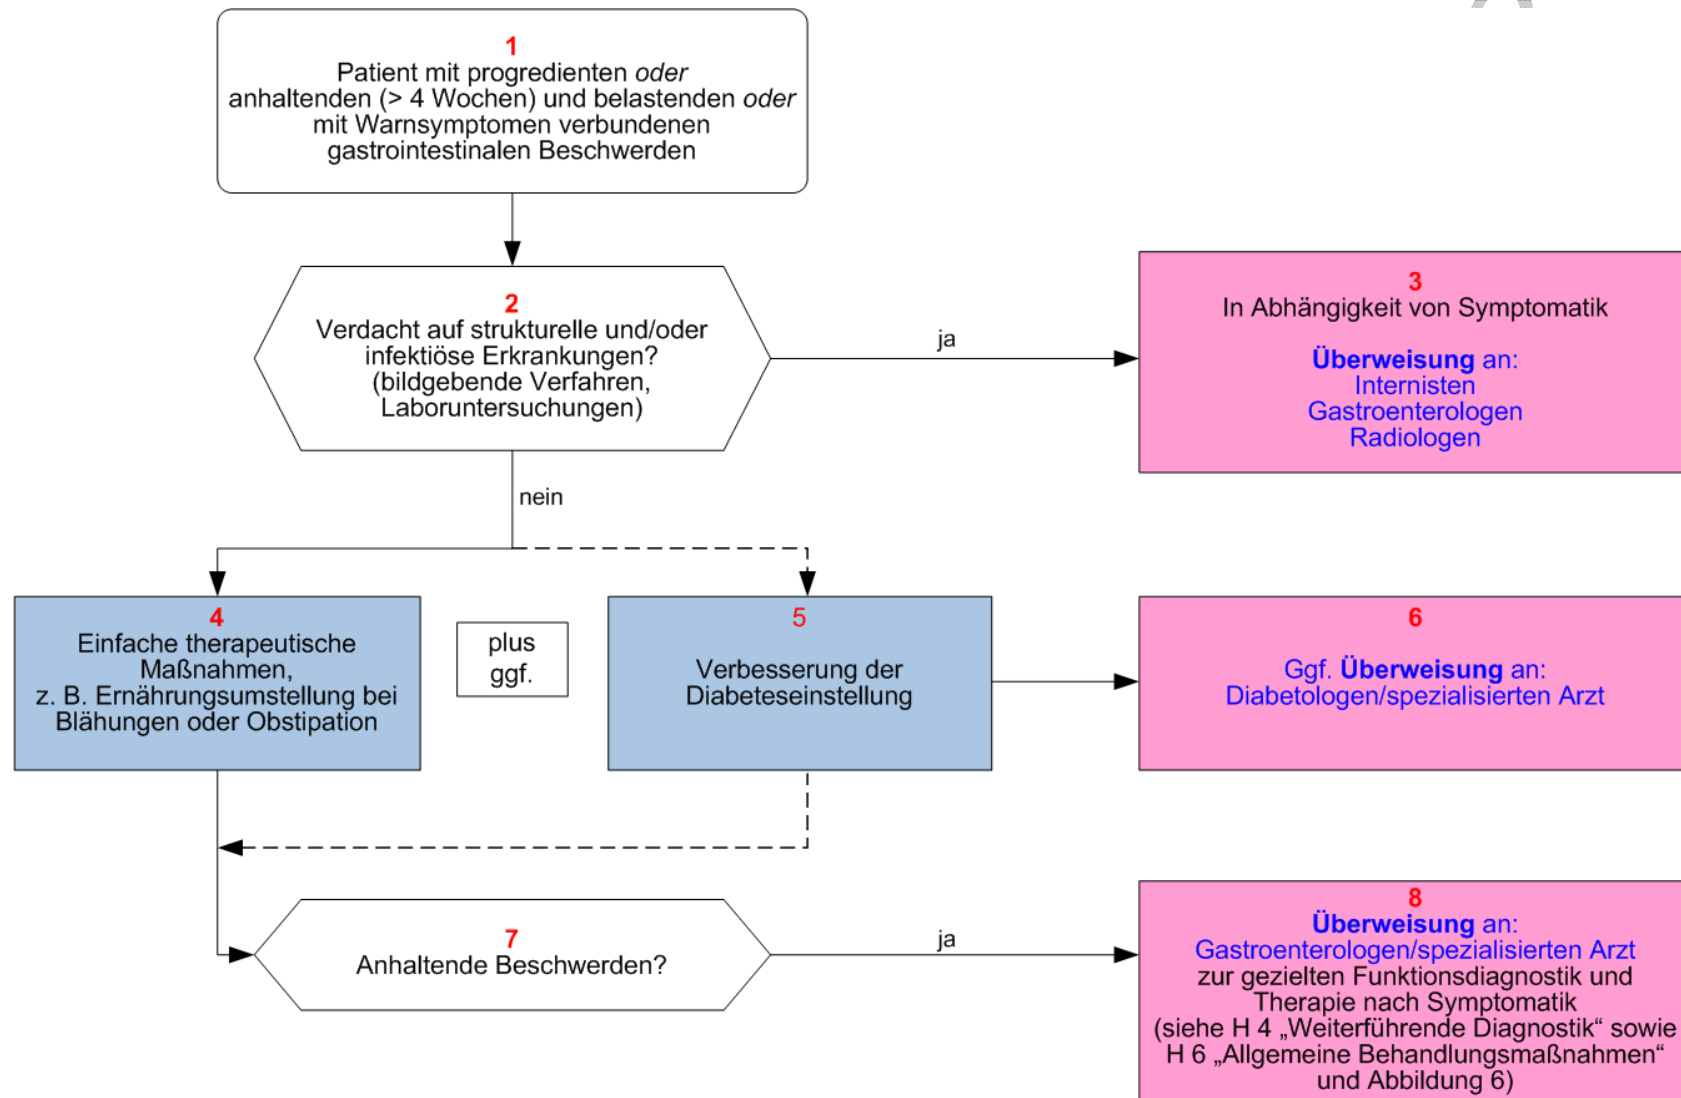 1
Patient mit progredienten oder
anhaltenden (> 4 Wochen) und belastenden oder
mit Warnsymptomen verbundenen
gastrointestinalen Beschwerden
2
Verdacht auf strukturelle und/oder
infektiöse Erkrankungen?
(bildgebende Verfahren,
Laboruntersuchungen)
ja
3
In Abhängigkeit von Symptomatik
Überweisung an:
Internisten
Gastroenterologen
Radiologen
nein
4
Einfache therapeutische
Maßnahmen,
z. B. Ernährungsumstellung bei
Blähungen oder Obstipation
plus
ggf.
5
Verbesserung der
Diabeteseinstellung
6
Ggf. Überweisung an:
Diabetologen/spezialisierten Arzt
7
Anhaltende Beschwerden?
ja
8
Überweisung an:
Gastroenterologen/spezialisierten Arzt
zur gezielten Funktionsdiagnostik und
Therapie nach Symptomatik
(siehe H 4 „Weiterführende Diagnostik“ sowie
H 6 „Allgemeine Behandlungsmaßnahmen“
und Abbildung 6)